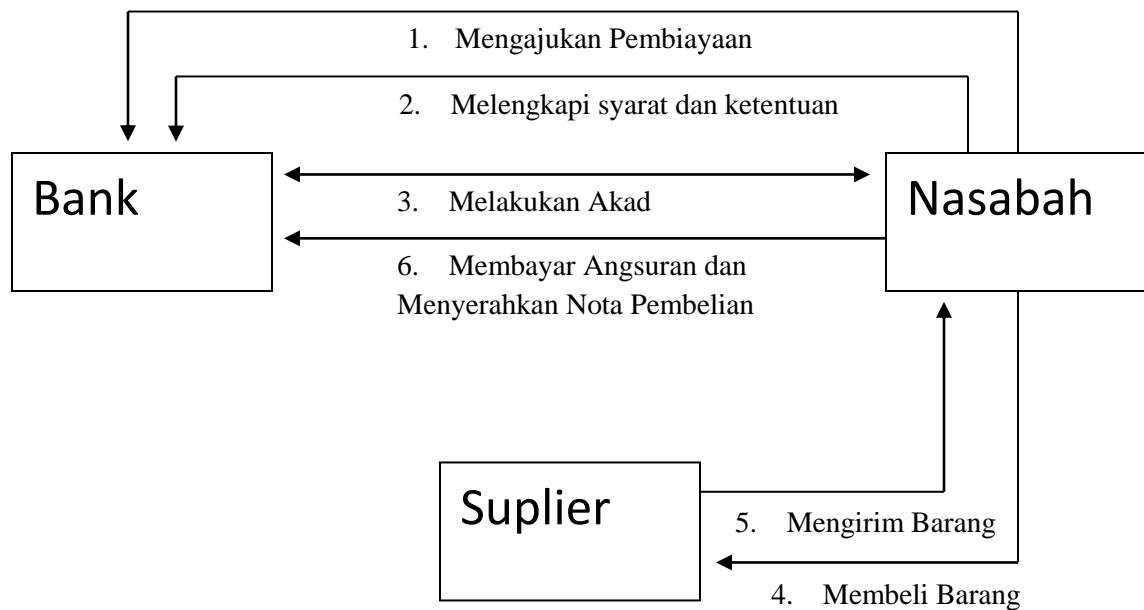 1. Mengajukan Pembiayaan
2. Melengkapi syarat dan ketentuan
Bank
Nasabah
3. Melakukan Akad
6. Membayar Angsuran dan
Menyerahkan Nota Pembelian
Suplier
5. Mengirim Barang
4. Membeli Barang